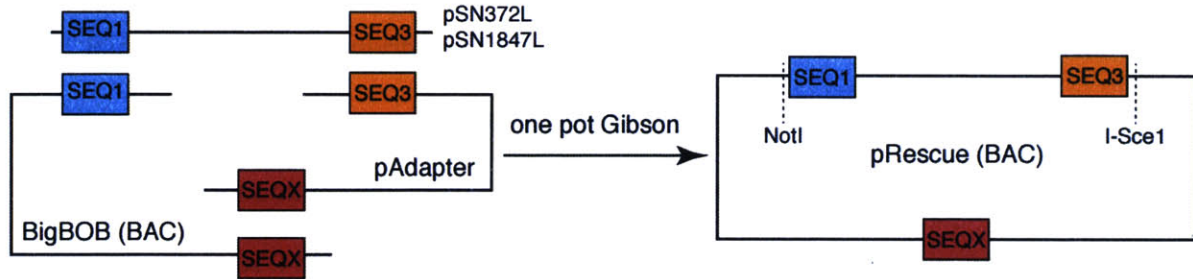 SEQ1
SEQ3
pSN372L
pSN1847L
SEQ1
SEQ3
SEQX
pAdapter
BigBOB (BAC)
SEQX
one pot Gibson
SEQ1
SEQ3
NotI
I-Sce1
pRescue (BAC)
SEQX